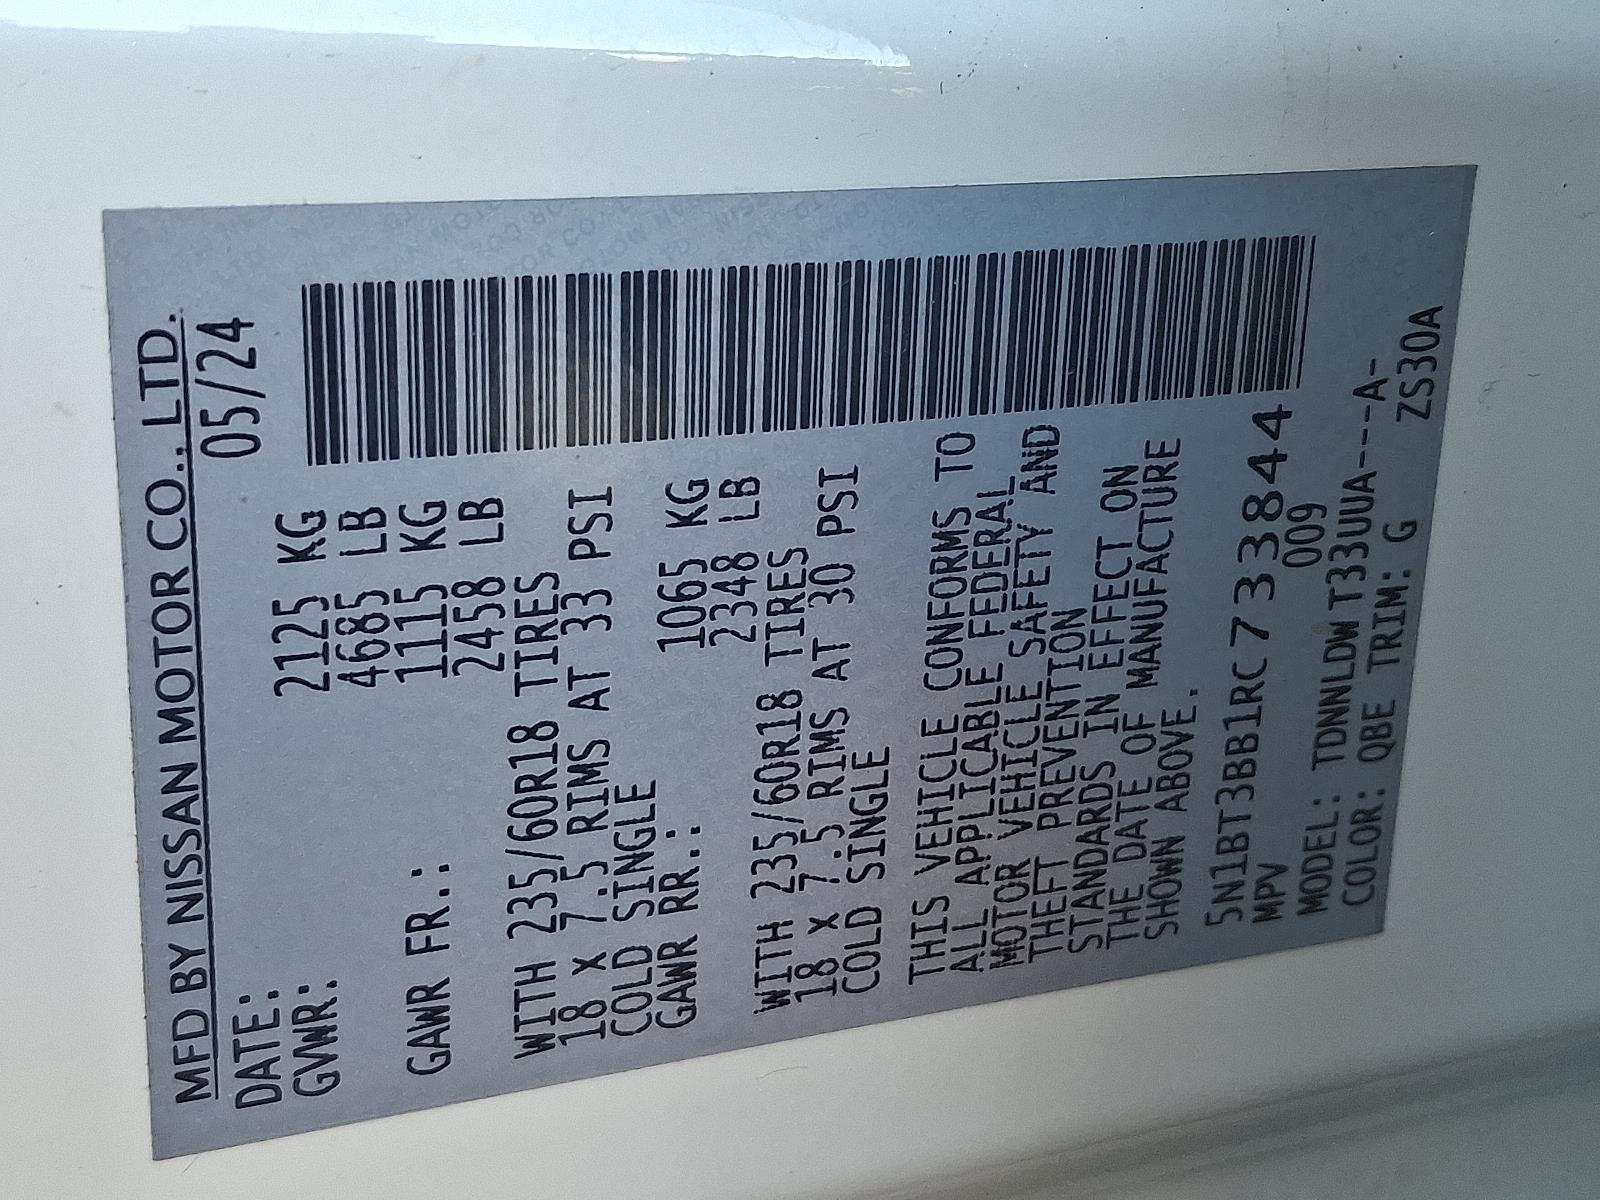 MFD BY NISSAN MOTOR CO., LTD.
DATE: 05/24
GVWR: 2125 KG
4685 LB
GAWR FR.: 1115 KG
2458 LB
WITH 235/60R18 TIRES
18 X 7.5 RIMS AT 33 PSI
COLD SINGLE
GAWR RR.: 1065 KG
2348 LB
WITH 235/60R18 TIRES
18 X 7.5 RIMS AT 30 PSI
COLD SINGLE
THIS VEHICLE CONFORMS TO
ALL APPLICABLE FEDERAL
MOTOR VEHICLE SAFETY AND
THEFT PREVENTION
STANDARDS IN EFFECT ON
THE DATE OF MANUFACTURE
SHOWN ABOVE.
5N1BT3BB1RC733844
MPV 009
MODEL: TDNNLDWT33UUA---A-
COLOR: QBE TRIM: G ZS30A